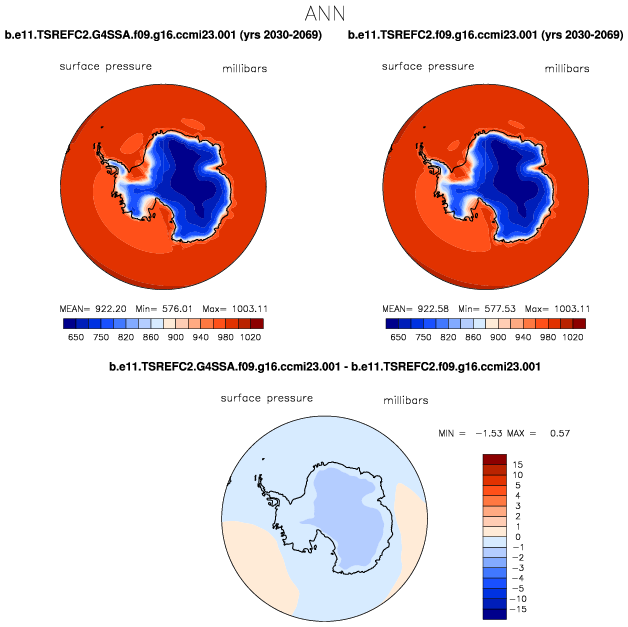 ANN
b.e11.TSREFC2.G4SSA.f09.g16.ccmi23.001 (yrs 2030-2069)
b.e11.TSREFC2.f09.g16.ccmi23.001 (yrs 2030-2069)
surface pressure millibars
surface pressure millibars
MEAN= 922.20 Min= 576.01 Max= 1003.11
MEAN= 922.58 Min= 577.53 Max= 1003.11
650 750 820 860 900 940 980 1020
650 750 820 860 900 940 980 1020
b.e11.TSREFC2.G4SSA.f09.g16.ccmi23.001 - b.e11.TSREFC2.f09.g16.ccmi23.001
surface pressure millibars
MIN = -1.53 MAX = 0.57
15
10
5
4
3
2
1
0
-1
-2
-3
-4
-5
-10
-15